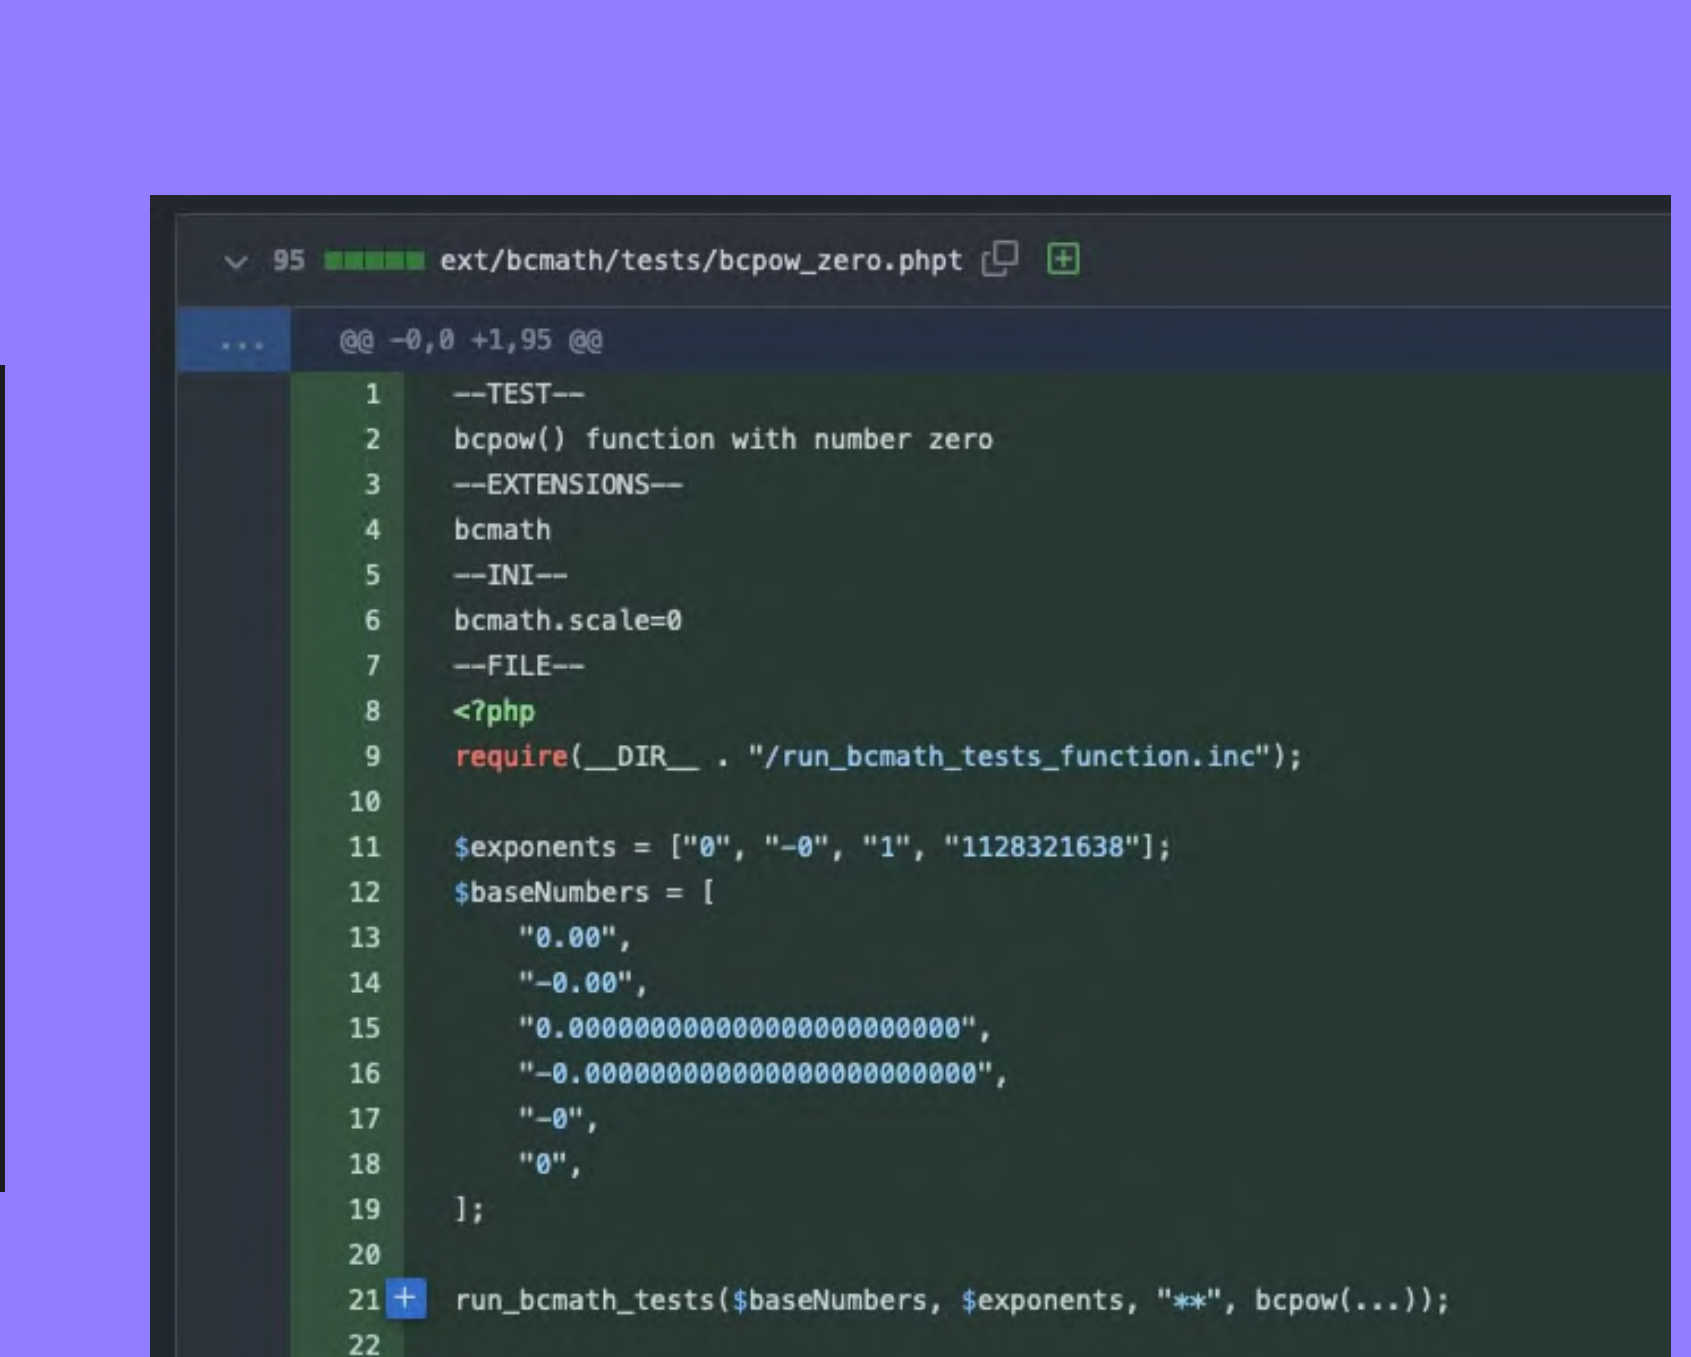 95 ext/bcmath/tests/bcpow_zero.phpt
... @@ -0,0 +1,95 @@
1 --TEST--
2 bcpow() function with number zero
3 --EXTENSIONS--
4 bcmath
5 --INI--
6 bcmath.scale=0
7 --FILE--
8 <?php
9 require(__DIR__ . "/run_bcmath_tests_function.inc");
10
11 $exponents = ["0", "-0", "1", "1128321638"];
12 $baseNumbers = [
13 "0.00",
14 "-0.00",
15 "0.000000000000000000000000",
16 "-0.000000000000000000000000",
17 "-0",
18 "0",
19 ];
20
21 + run_bcmath_tests($baseNumbers, $exponents, "**", bcpow(...));
22